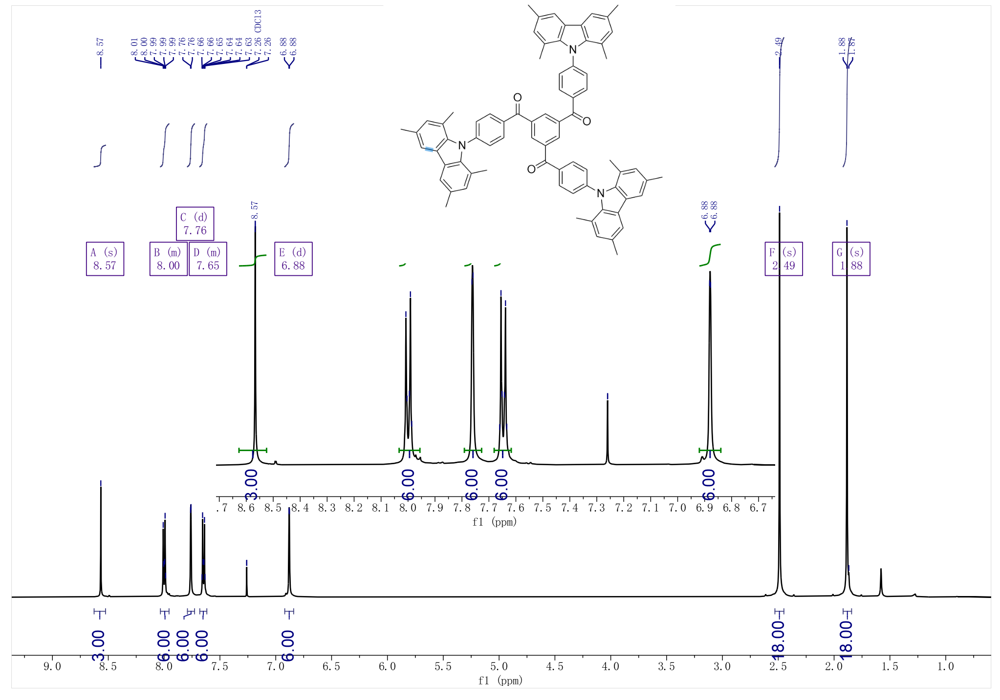 8.57
8.01
8.00
7.99
7.99
7.99
7.76
7.76
7.66
7.66
7.65
7.64
7.64
7.63
7.26 CDCl3
7.26
6.88
6.88
2.49
1.88
1.87
N
O
O
N
O
N
8.57
6.88
6.88
C (d)
7.76
A (s)
8.57
B (m)
8.00
D (m)
7.65
E (d)
6.88
F (s)
2.49
G (s)
1.88
3.00
6.00
6.00
6.00
6.00
.7 8.6 8.5 8.4 8.3 8.2 8.1 8.0 7.9 7.8 7.7 7.6 7.5 7.4 7.3 7.2 7.1 7.0 6.9 6.8 6.7
f1 (ppm)
3.00
6.00
6.00
6.00
6.00
18.00
18.00
9.0 8.5 8.0 7.5 7.0 6.5 6.0 5.5 5.0 4.5 4.0 3.5 3.0 2.5 2.0 1.5 1.0
f1 (ppm)